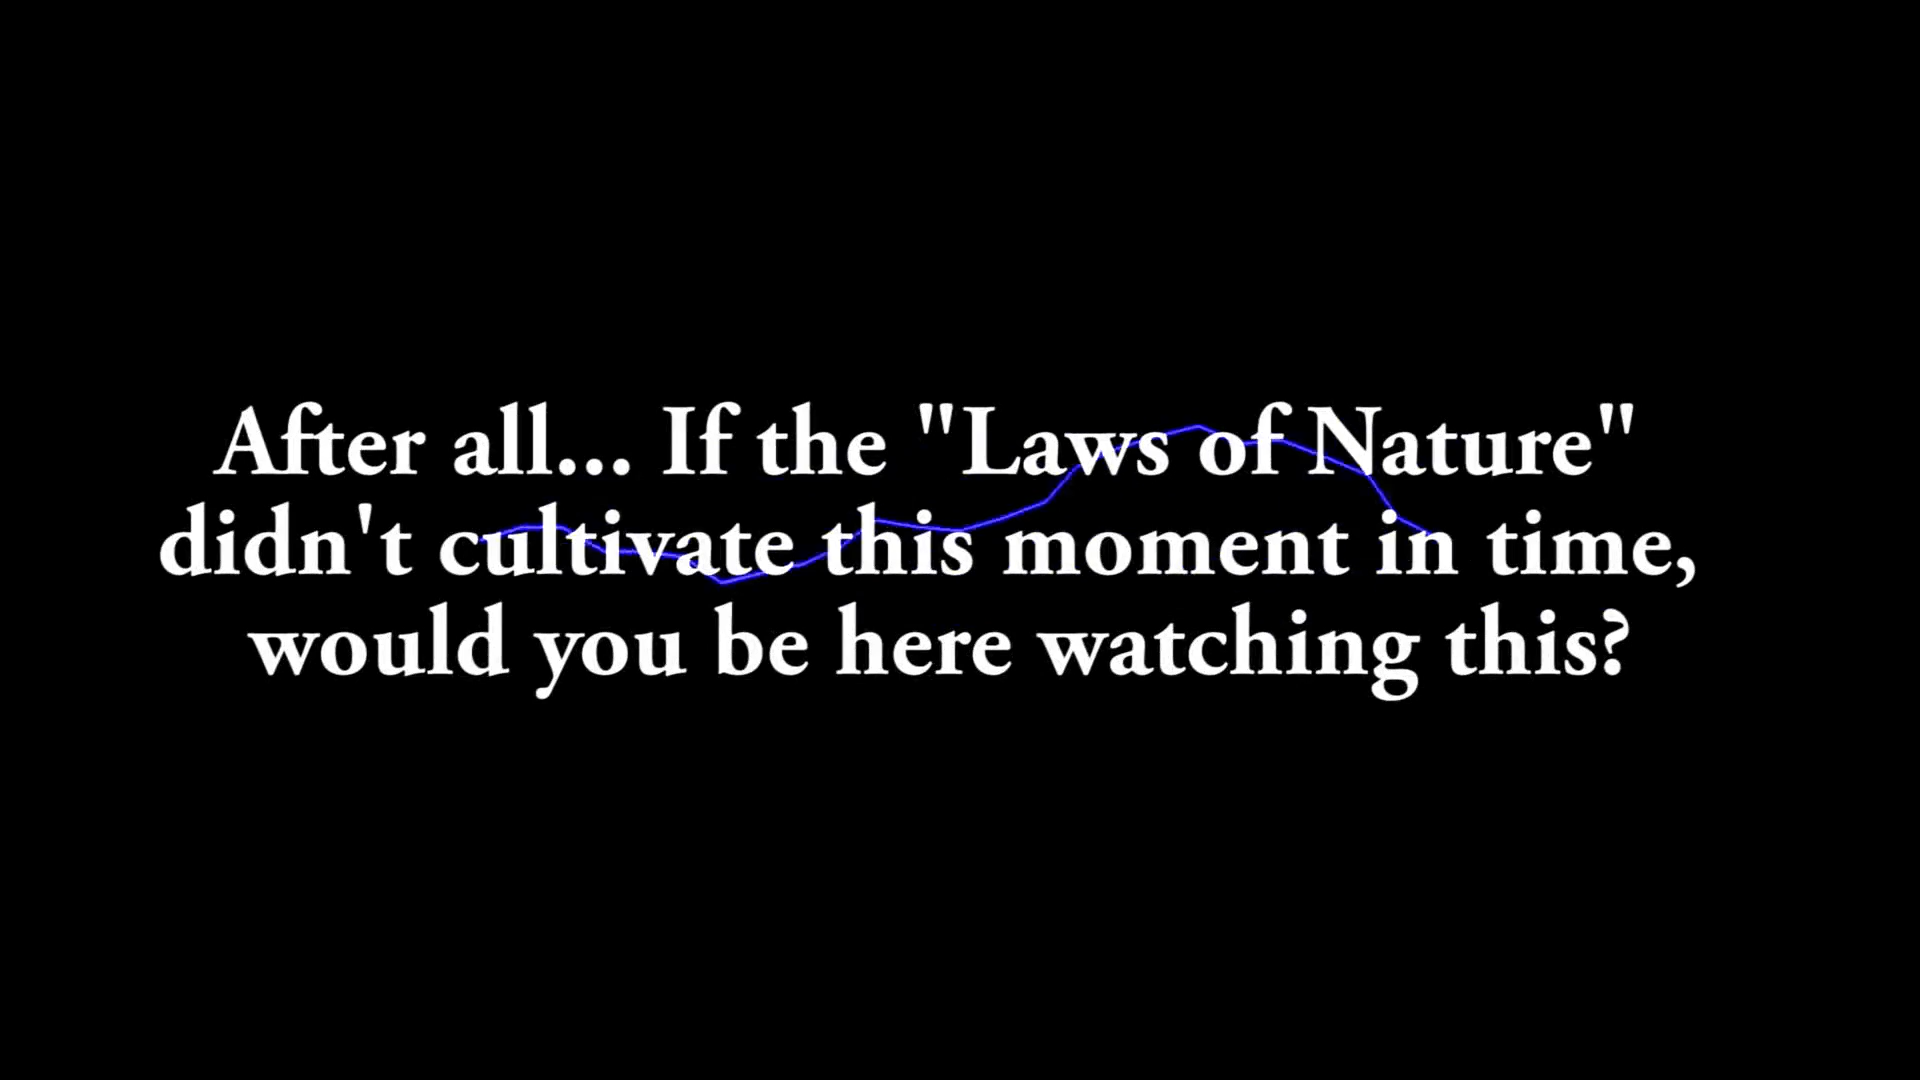 After all... If the "Laws of Nature"
didn't cultivate this moment in time,
would you be here watching this?